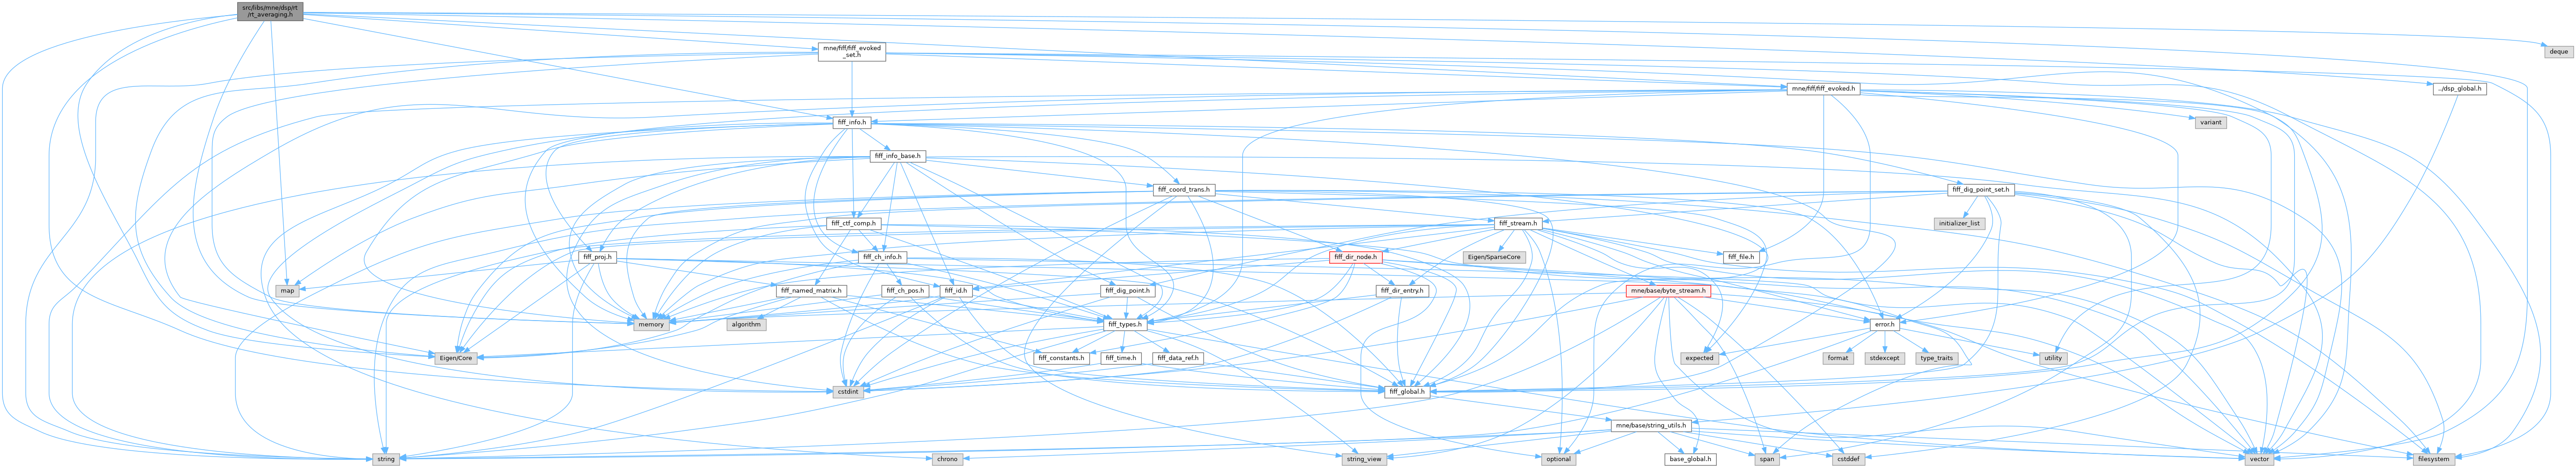 src/libs/mne/dsp/rt
/rt_averaging.h
mne/fiff/fiff_evoked
_set.h
deque
mne/fiff/fiff_evoked.h
../dsp_global.h
fiff_info.h
variant
fiff_info_base.h
fiff_coord_trans.h
fiff_dig_point_set.h
fiff_ctf_comp.h
fiff_stream.h
initializer_list
fiff_proj.h
fiff_ch_info.h
fiff_dir_node.h
Eigen/SparseCore
fiff_file.h
map
fiff_named_matrix.h
fiff_ch_pos.h
fiff_id.h
fiff_dig_point.h
fiff_dir_entry.h
mne/base/byte_stream.h
memory
algorithm
fiff_types.h
error.h
Eigen/Core
fiff_constants.h
fiff_time.h
fiff_data_ref.h
expected
format
stdexcept
type_traits
utility
cstdint
fiff_global.h
mne/base/string_utils.h
string
chrono
string_view
optional
base_global.h
span
cstddef
vector
filesystem